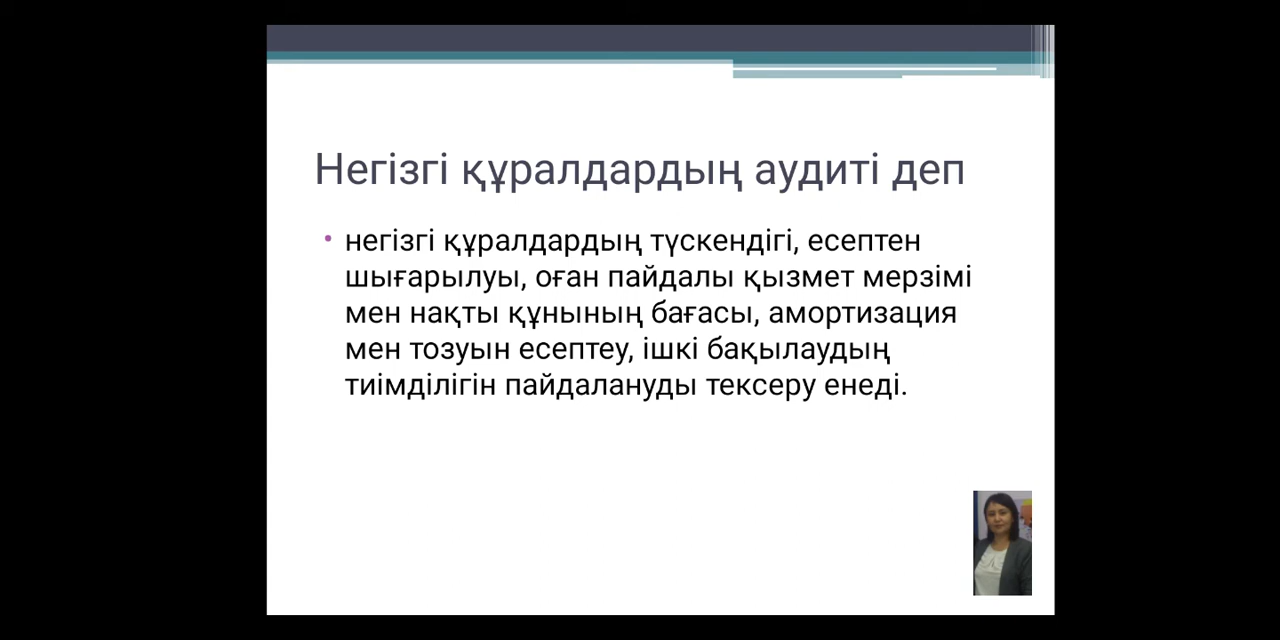 Негізгі құралдардың аудиті деп
• негізгі құралдардың түскендігі, есептен
шығарылуы, оған пайдалы қызмет мерзімі
мен нақты құнының бағасы, амортизация
мен тозуын есептеу, ішкі бақылаудың
тиімділігін пайдалануды тексеру енеді.